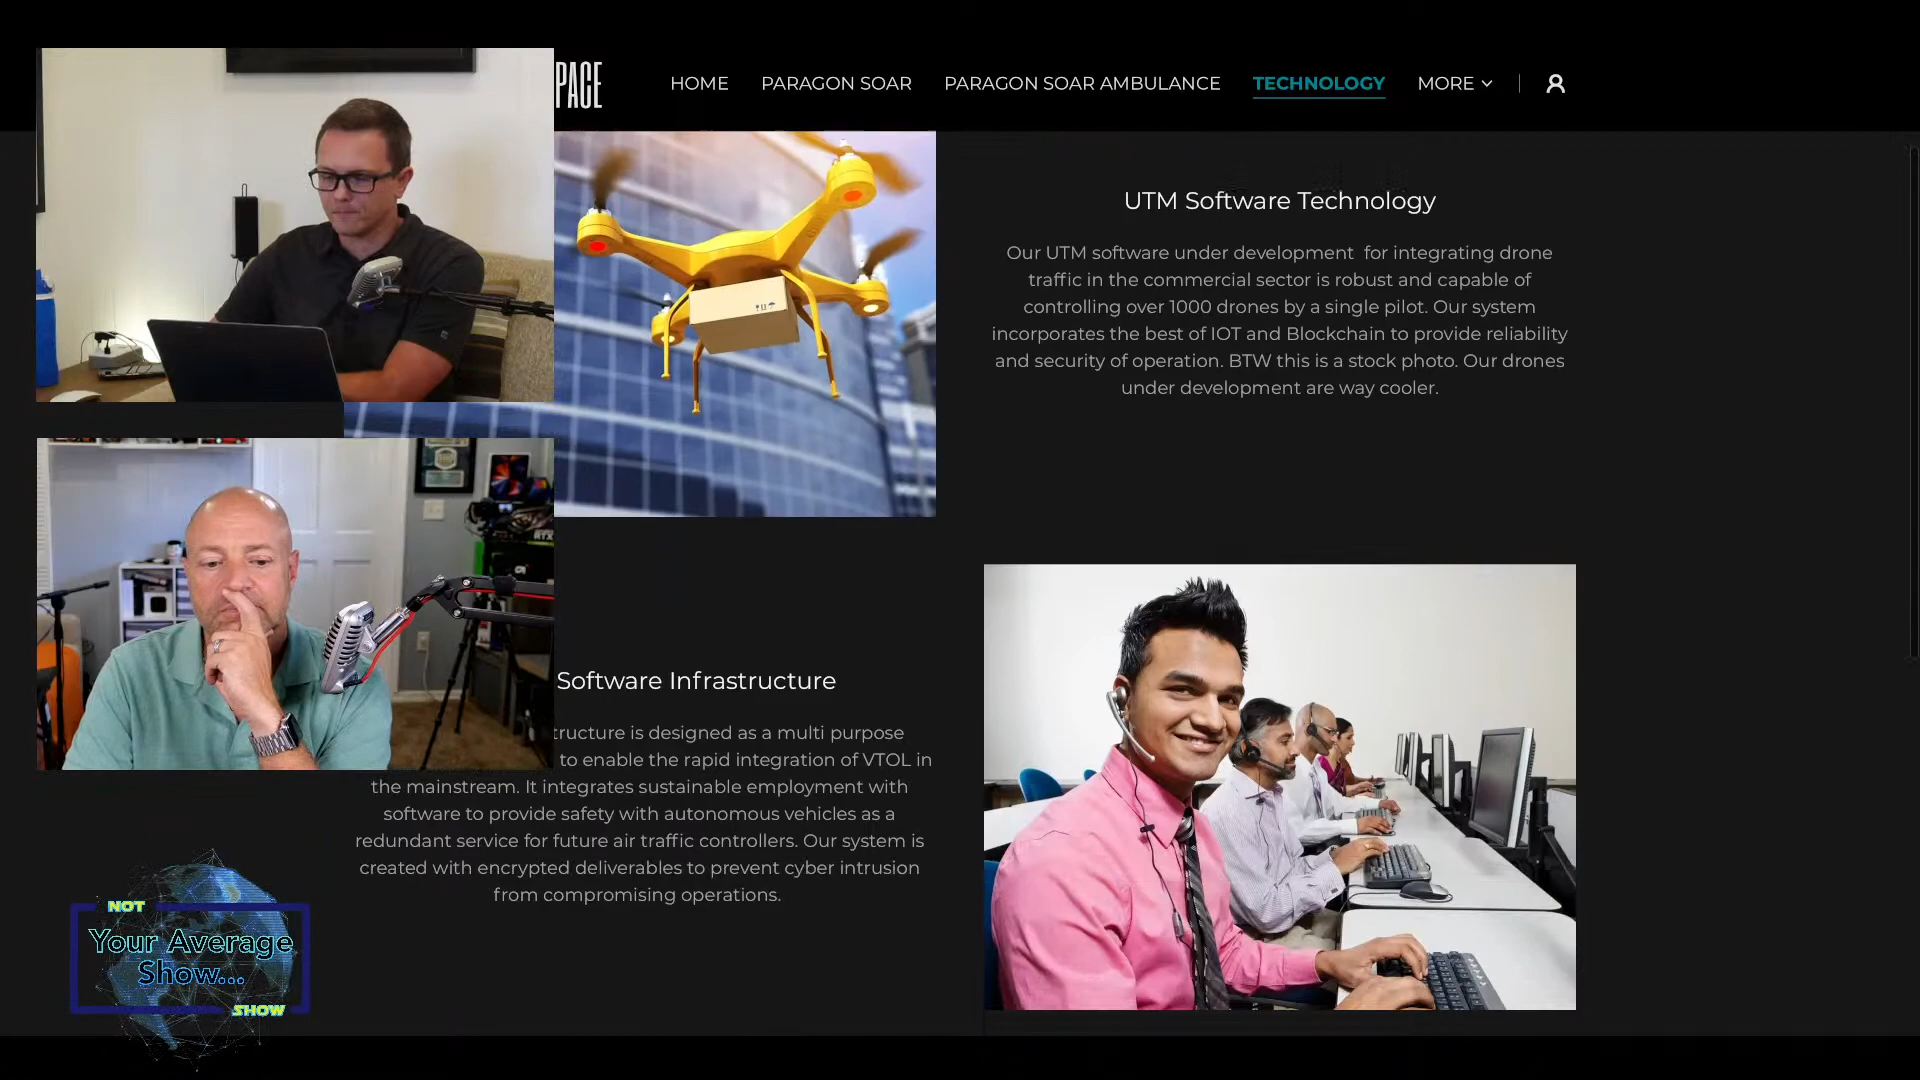 PACE
HOME
PARAGON SOAR
PARAGON SOAR AMBULANCE
TECHNOLOGY
MORE
UTM Software Technology
Our UTM software under development for integrating drone
traffic in the commercial sector is robust and capable of
controlling over 1000 drones by a single pilot. Our system
incorporates the best of IOT and Blockchain to provide reliability
and security of operation. BTW this is a stock photo. Our drones
under development are way cooler.
Software Infrastructure
tructure is designed as a multi purpose
to enable the rapid integration of VTOL in
the mainstream. It integrates sustainable employment with
software to provide safety with autonomous vehicles as a
redundant service for future air traffic controllers. Our system is
created with encrypted deliverables to prevent cyber intrusion
from compromising operations.
RTX
NOT
Your Average
Show...
SHOW